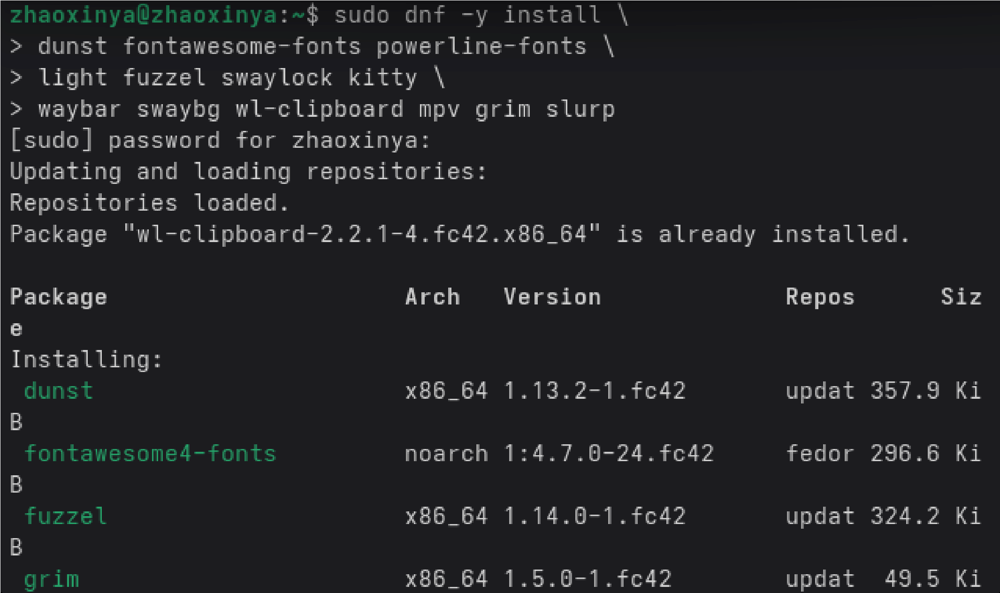 zhaoxinya@zhaoxinya:~$ sudo dnf -y install \
> dunst fontawesome-fonts powerline-fonts \
> light fuzzel swaylock kitty \
> waybar swaybg wl-clipboard mpv grim slurp
[sudo] password for zhaoxinya:
Updating and loading repositories:
Repositories loaded.
Package "wl-clipboard-2.2.1-4.fc42.x86_64" is already installed.
Package Arch Version Repos Siz
e
Installing:
dunst x86_64 1.13.2-1.fc42 updat 357.9 Ki
B
fontawesome4-fonts noarch 1:4.7.0-24.fc42 fedor 296.6 Ki
B
fuzzel x86_64 1.14.0-1.fc42 updat 324.2 Ki
B
grim x86_64 1.5.0-1.fc42 updat 49.5 Ki